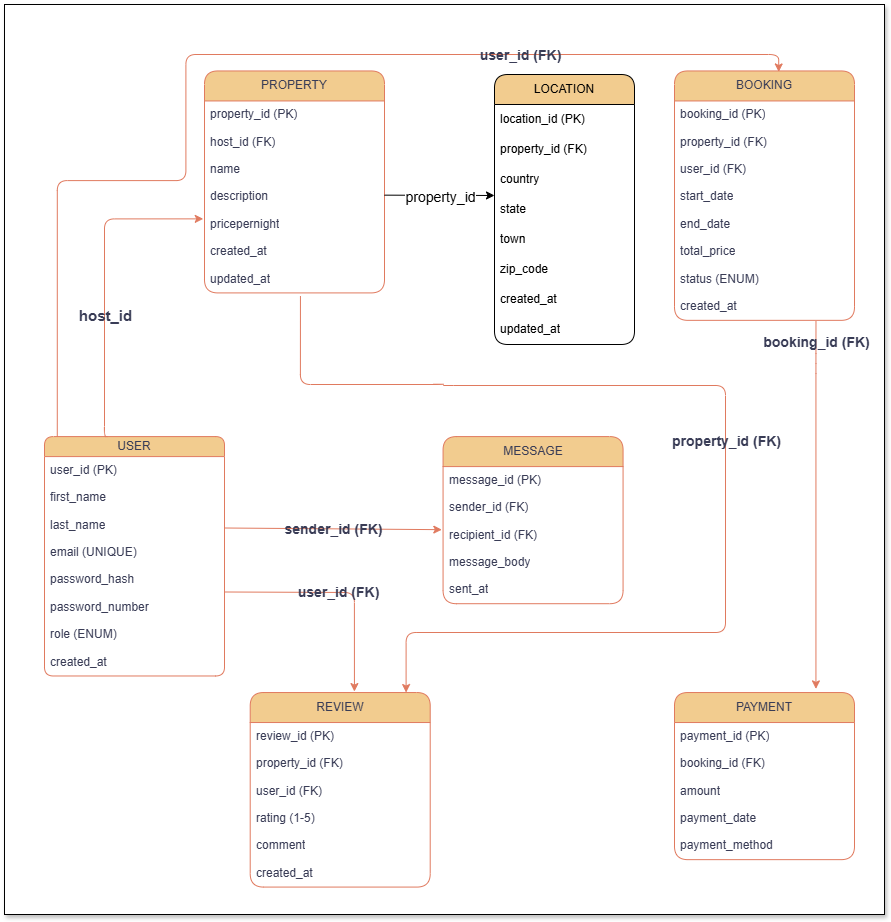 user_id (FK)
PROPERTY
property_id (PK)
host_id (FK)
name
description
pricepernight
created_at
updated_at
property_id
LOCATION
location_id (PK)
property_id (FK)
country
state
town
zip_code
created_at
updated_at
BOOKING
booking_id (PK)
property_id (FK)
user_id (FK)
start_date
end_date
total_price
status (ENUM)
created_at
host_id
booking_id (FK)
property_id (FK)
USER
user_id (PK)
first_name
last_name
email (UNIQUE)
password_hash
password_number
role (ENUM)
created_at
sender_id (FK)
user_id (FK)
MESSAGE
message_id (PK)
sender_id (FK)
recipient_id (FK)
message_body
sent_at
REVIEW
review_id (PK)
property_id (FK)
user_id (FK)
rating (1-5)
comment
created_at
PAYMENT
payment_id (PK)
booking_id (FK)
amount
payment_date
payment_method